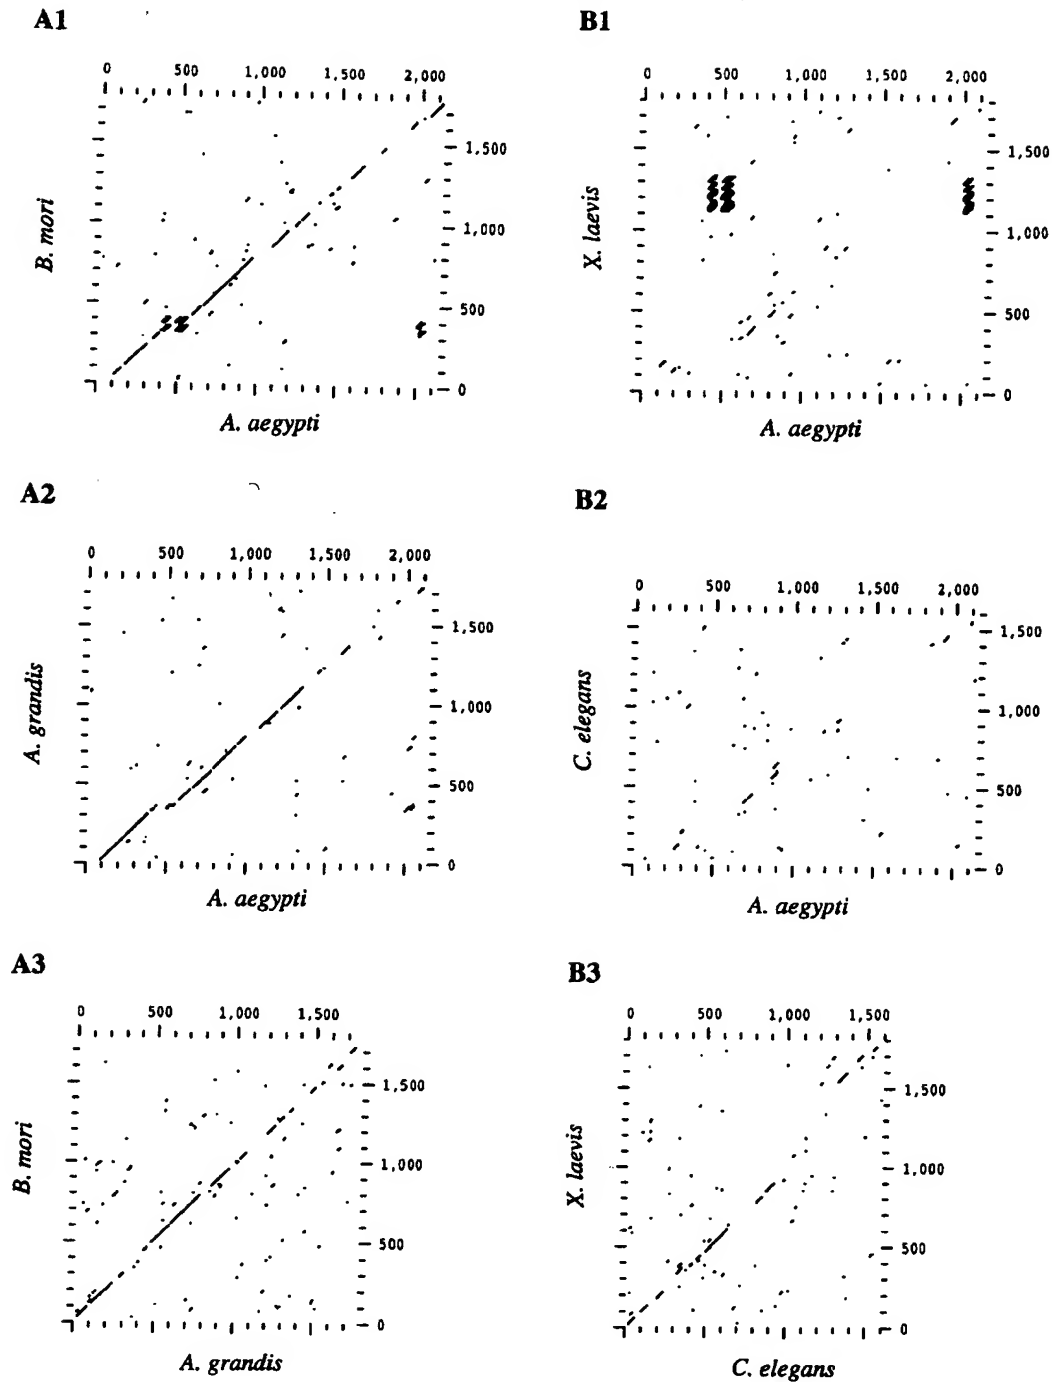 A1
0 500 1,000 1,500 2,000
B. mori
1,500
1,000
500
0
A. aegypti
B1
0 500 1,000 1,500 2,000
X. laevis
1,500
1,000
500
0
A. aegypti
A2
0 500 1,000 1,500 2,000
A. grandis
1,500
1,000
500
0
A. aegypti
B2
0 500 1,000 1,500 2,000
C. elegans
1,500
1,000
500
0
A. aegypti
A3
0 500 1,000 1,500
B. mori
1,500
1,000
500
0
A. grandis
B3
0 500 1,000 1,500
X. laevis
1,500
1,000
500
0
C. elegans